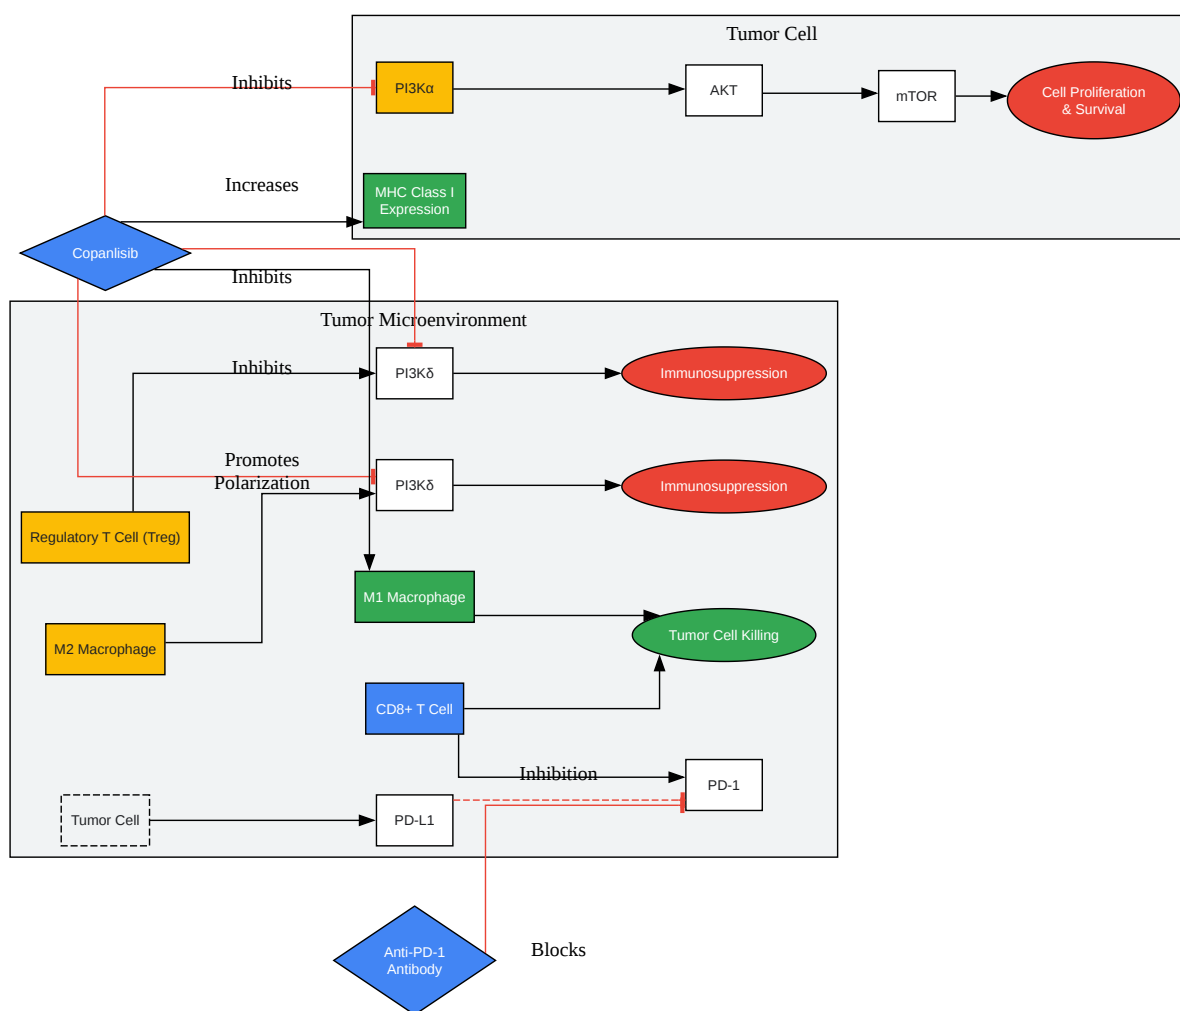 Tumor Cell
Inhibits
PI3Kα
AKT
mTOR
Cell Proliferation
& Survival
Increases
MHC Class I
Expression
Copanlisib
Inhibits
Tumor Microenvironment
Inhibits
PI3Kδ
Immunosuppression
Promotes
Polarization
PI3Kδ
Immunosuppression
Regulatory T Cell (Treg)
M1 Macrophage
M2 Macrophage
Tumor Cell Killing
CD8+ T Cell
Inhibition
PD-1
Tumor Cell
PD-L1
Anti-PD-1
Antibody
Blocks